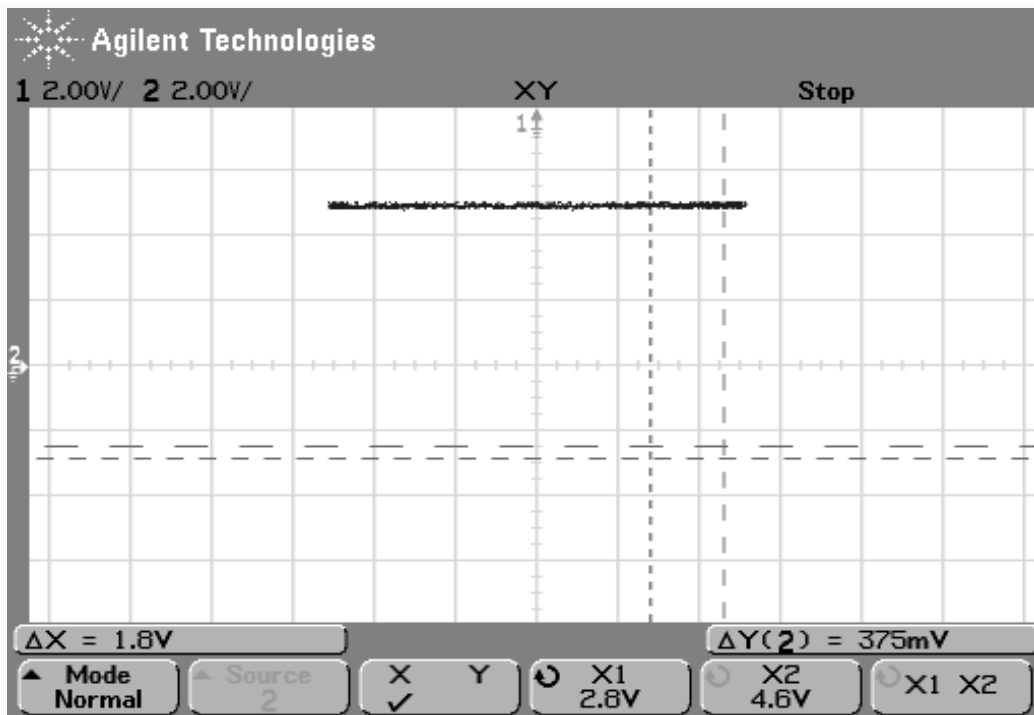 Agilent Technologies
1 2.00V/ 2 2.00V/ XY Stop
1
2
ΔX = 1.8V ΔY(2) = 375mV
Mode Source X Y X1 X2 X1 X2
Normal 2 ✓ 2.8V 4.6V